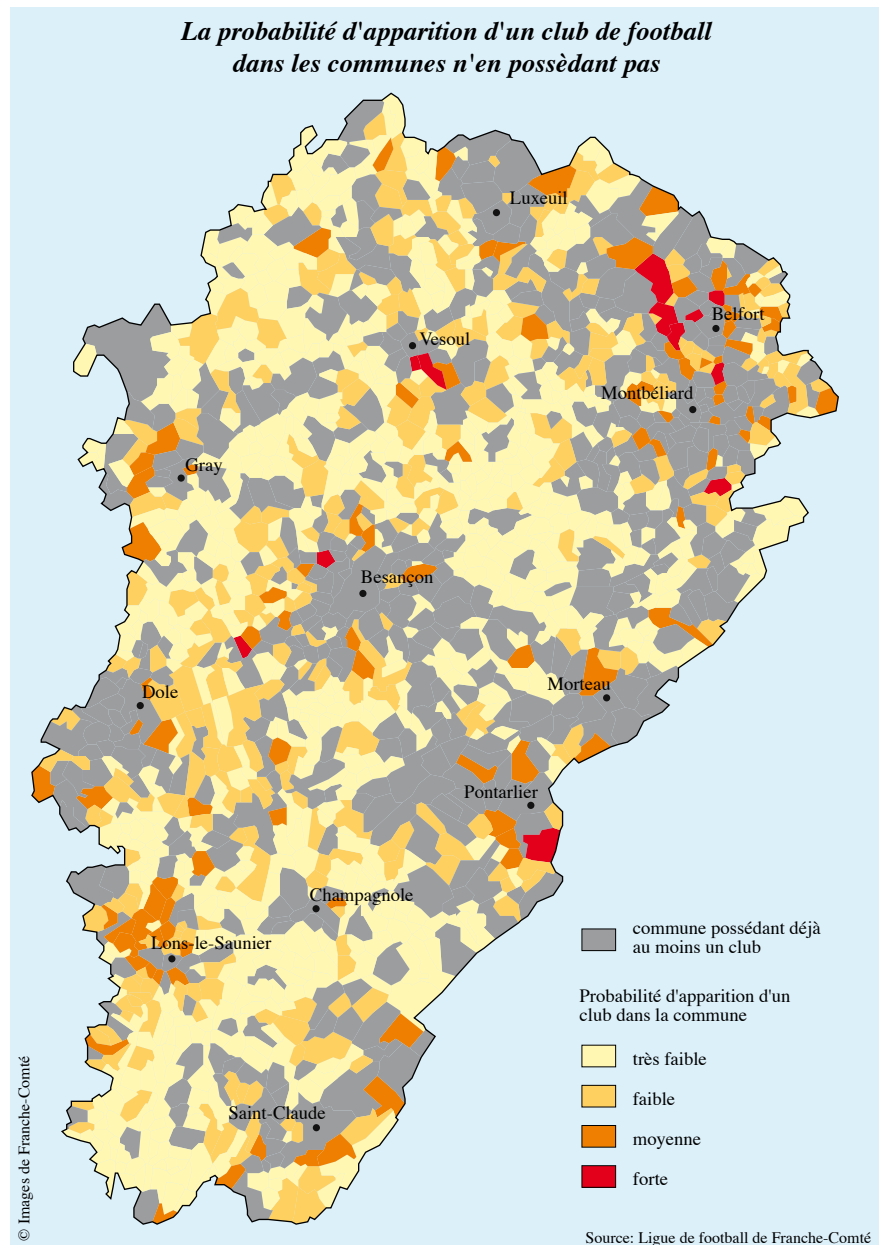 La probabilité d'apparition d'un club de football
dans les communes n'en possèdant pas
Luxeuil
Belfort
Vesoul
Montbéliard
Gray
Besançon
Morteau
Dole
Pontarlier
Champagnole
Lons-le-Saunier
Saint-Claude
commune possédant déjà
au moins un club
Probabilité d'apparition d'un
club dans la commune
très faible
faible
moyenne
forte
© Images de Franche-Comté
Source: Ligue de football de Franche-Comté